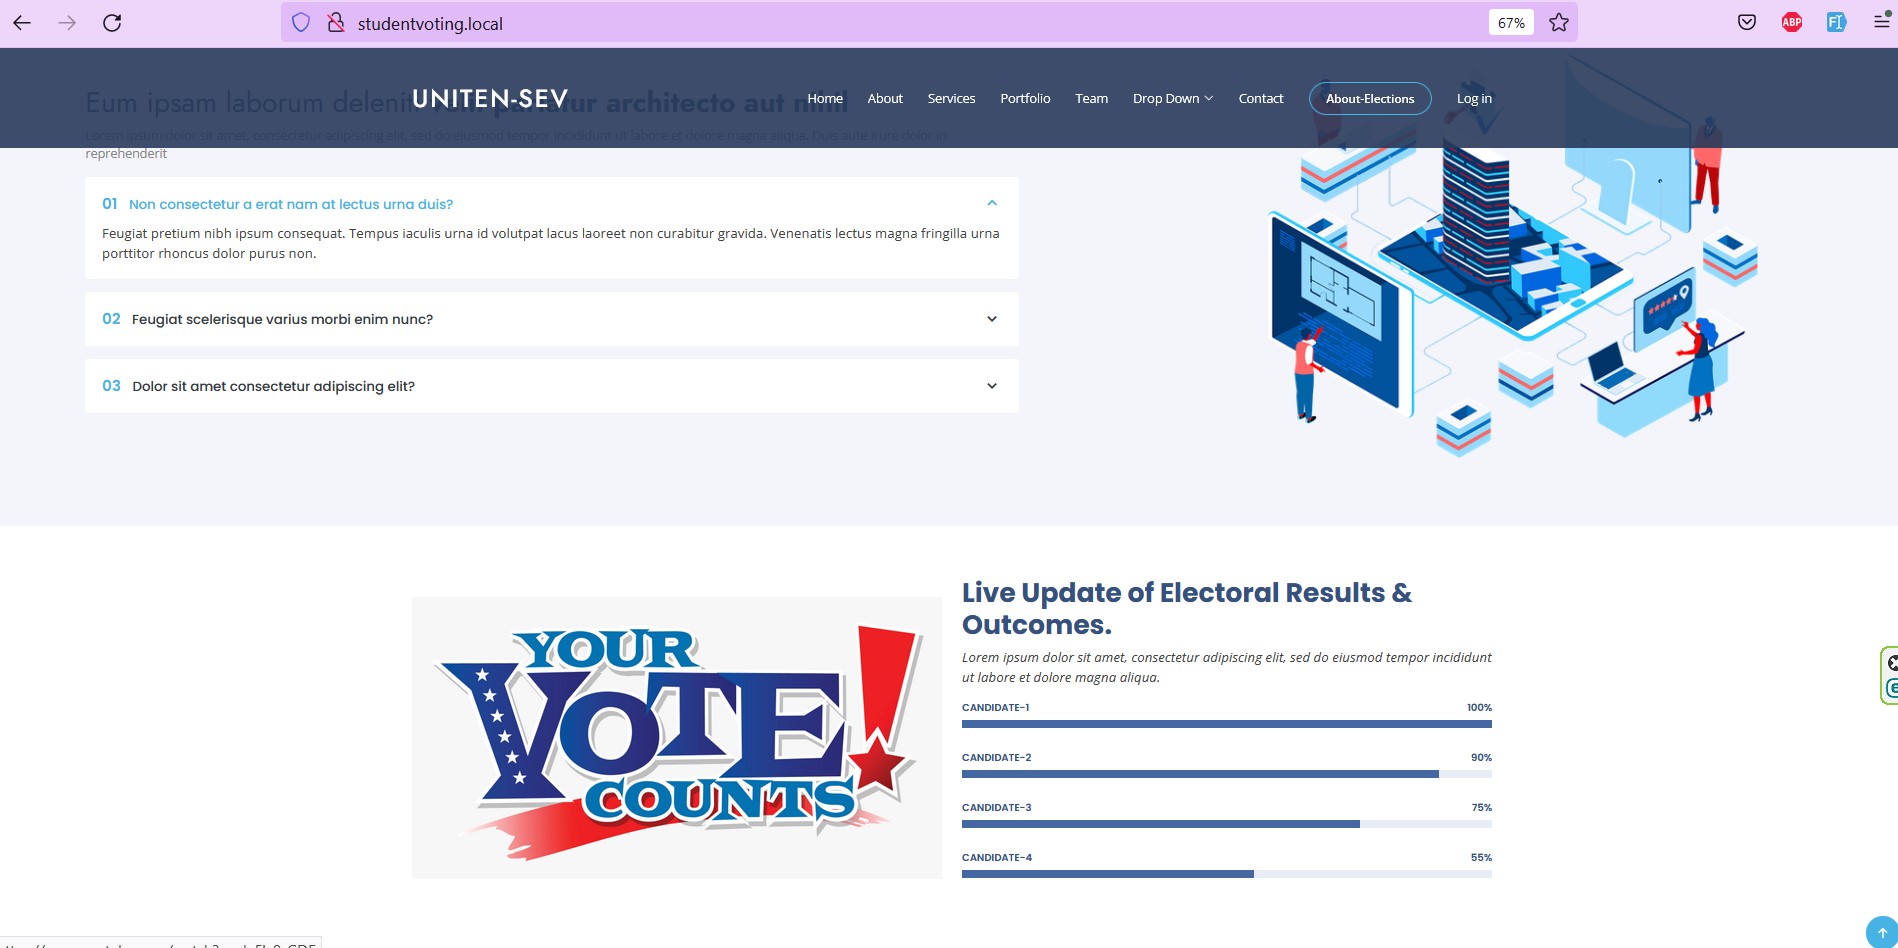 studentvoting.local
67%
ABP
UNITEN-SEV
Home About Services Portfolio Team Drop Down Contact About-Elections Log in
Eum ipsam laborum deleniti architecto aut nihil
Lorem ipsum dolor sit amet, consectetur adipiscing elit, sed do eiusmod tempor incididunt ut labore et dolore magna aliqua. Duis aute irure dolor in
reprehenderit
01 Non consectetur a erat nam at lectus urna duis?
Feugiat pretium nibh ipsum consequat. Tempus iaculis urna id volutpat lacus laoreet non curabitur gravida. Venenatis lectus magna fringilla urna
porttitor rhoncus dolor purus non.
02 Feugiat scelerisque varius morbi enim nunc?
03 Dolor sit amet consectetur adipiscing elit?
YOUR
VOTE!
COUNTS
Live Update of Electoral Results &
Outcomes.
Lorem ipsum dolor sit amet, consectetur adipiscing elit, sed do eiusmod tempor incididunt
ut labore et dolore magna aliqua.
CANDIDATE-1 100%
CANDIDATE-2 90%
CANDIDATE-3 75%
CANDIDATE-4 55%